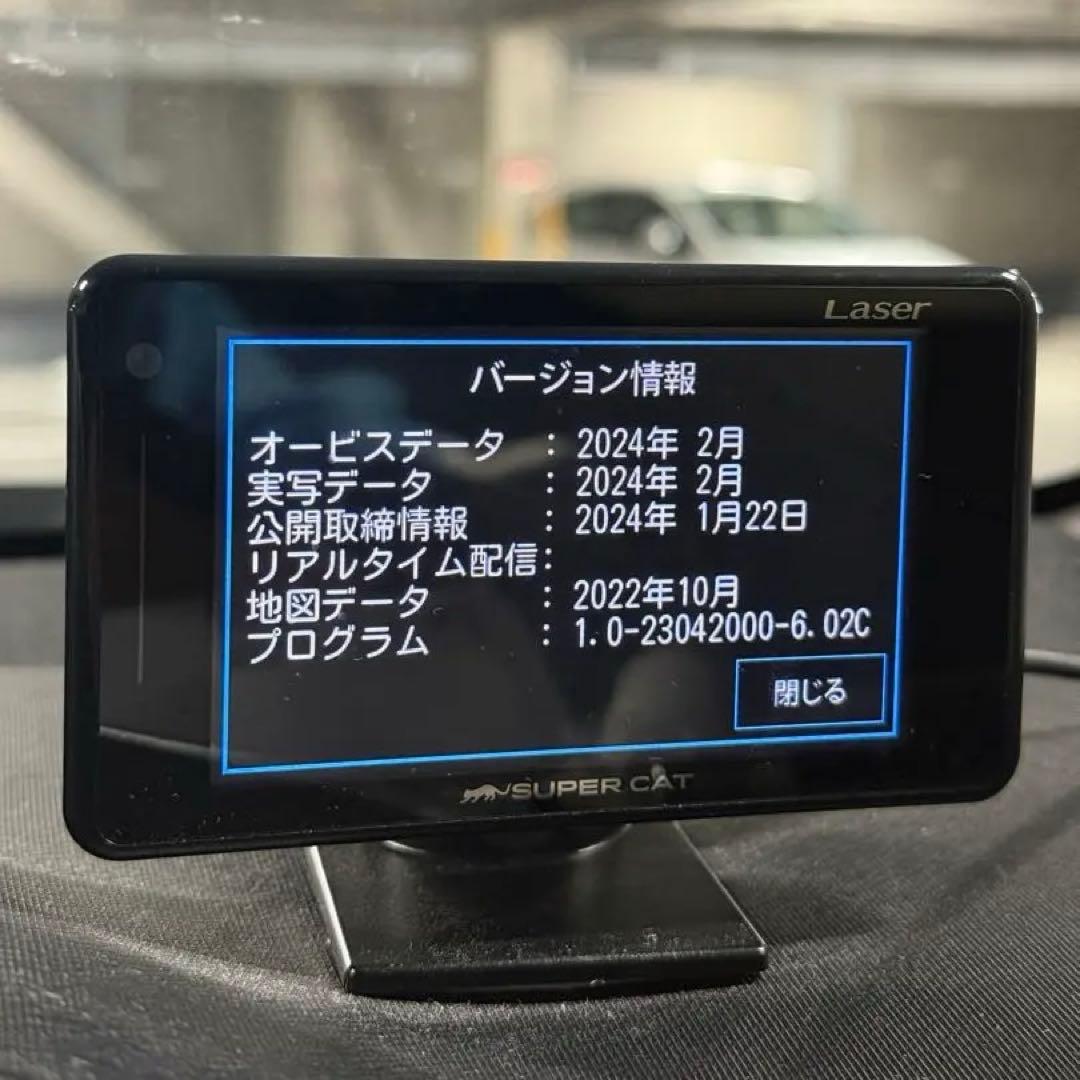 Laser
バージョン情報
オービスデータ : 2024年 2月
実写データ : 2024年 2月
公開取締情報 : 2024年 1月22日
リアルタイム配信:
地図データ : 2022年10月
プログラム : 1.0-23042000-6.02C
閉じる
SUPER CAT